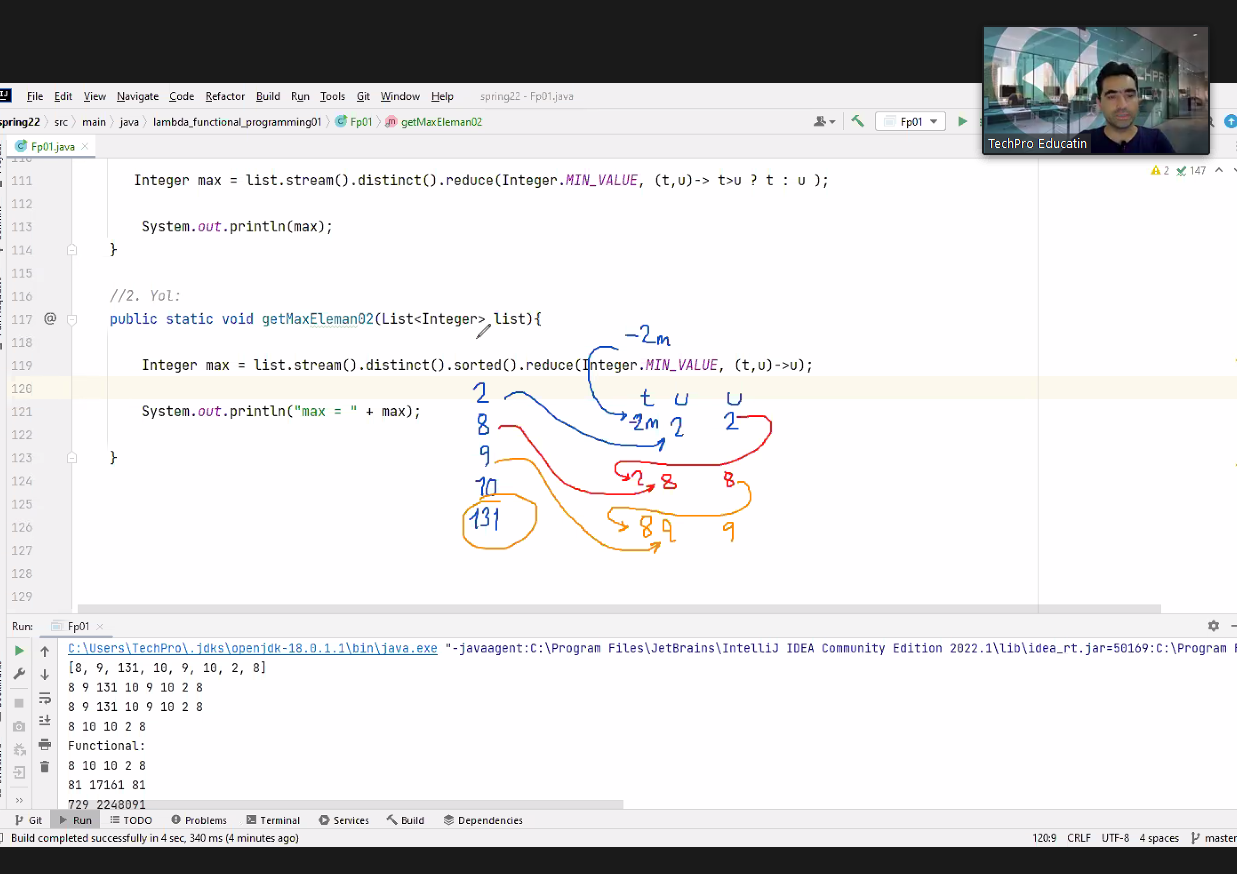 TechPro Educatin
File Edit View Navigate Code Refactor Build Run Tools Git Window Help spring22 - Fp01.java
spring22 src main java lambda_functional_programming01 Fp01 getMaxEleman02 Fp01
Fp01.java
111 Integer max = list.stream().distinct().reduce(Integer.MIN_VALUE, (t,u)-> t>u ? t : u );
2 147
112
113 System.out.println(max);
114 }
115
116 //2. Yol:
117 @ public static void getMaxEleman02(List<Integer> list){
118
-2m
119 Integer max = list.stream().distinct().sorted().reduce(Integer.MIN_VALUE, (t,u)->u);
120
2 t u u
121 System.out.println("max = " + max);
8 -2m 2 2
122
9
123 }
124
10 2 8 8
125
131
126
8 9 9
127
128
129
Run: Fp01
C:\Users\TechPro\.jdks\openjdk-18.0.1.1\bin\java.exe "-javaagent:C:\Program Files\JetBrains\IntelliJ IDEA Community Edition 2022.1\lib\idea_rt.jar=50169:C:\Program
[8, 9, 131, 10, 9, 10, 2, 8]
8 9 131 10 9 10 2 8
8 9 131 10 9 10 2 8
8 10 10 2 8
Functional:
8 10 10 2 8
81 17161 81
729 2248091
Git Run TODO Problems Terminal Services Build Dependencies
Build completed successfully in 4 sec, 340 ms (4 minutes ago) 120:9 CRLF UTF-8 4 spaces master